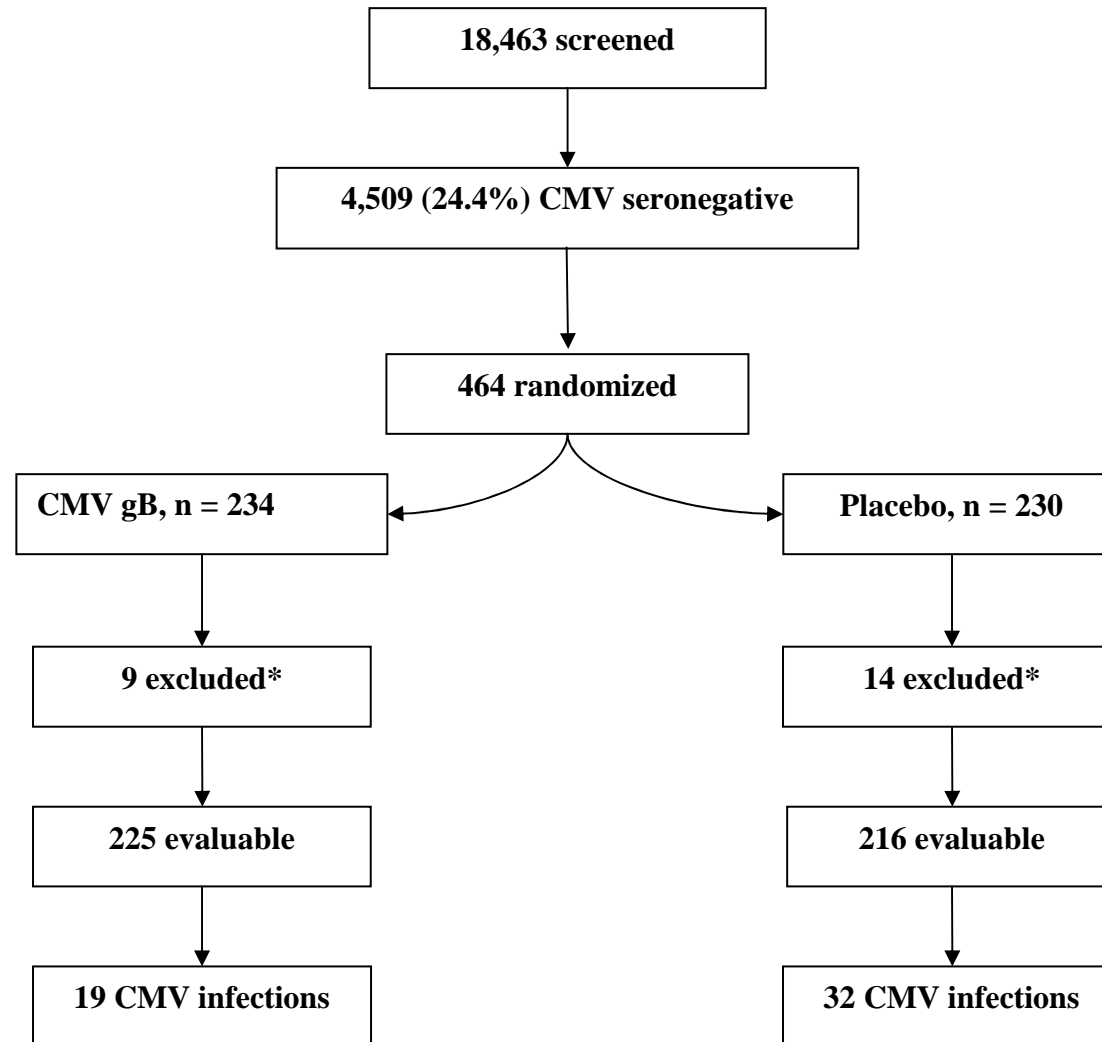 18,463 screened
4,509 (24.4%) CMV seronegative
464 randomized
CMV gB, n = 234
Placebo, n = 230
9 excluded*
14 excluded*
225 evaluable
216 evaluable
19 CMV infections
32 CMV infections